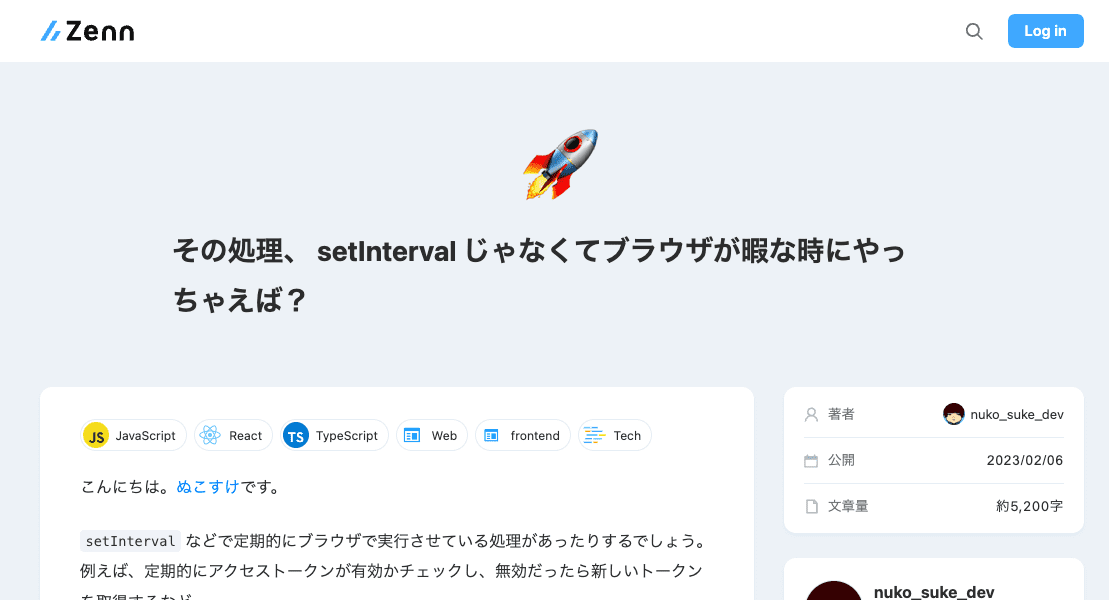 Zenn
Log in
その処理、 setInterval じゃなくてブラウザが暇な時にやっ
ちゃえば？
JS JavaScript
React
TS TypeScript
Web
frontend
Tech
こんにちは。ぬこすけです。
setInterval などで定期的にブラウザで実行させている処理があったりするでしょう。
例えば、定期的にアクセストークンが有効かチェックし、無効だったら新しいトークン
を取得するなど
著者 nuko_suke_dev
公開 2023/02/06
文章量 約5,200字
nuko_suke_dev